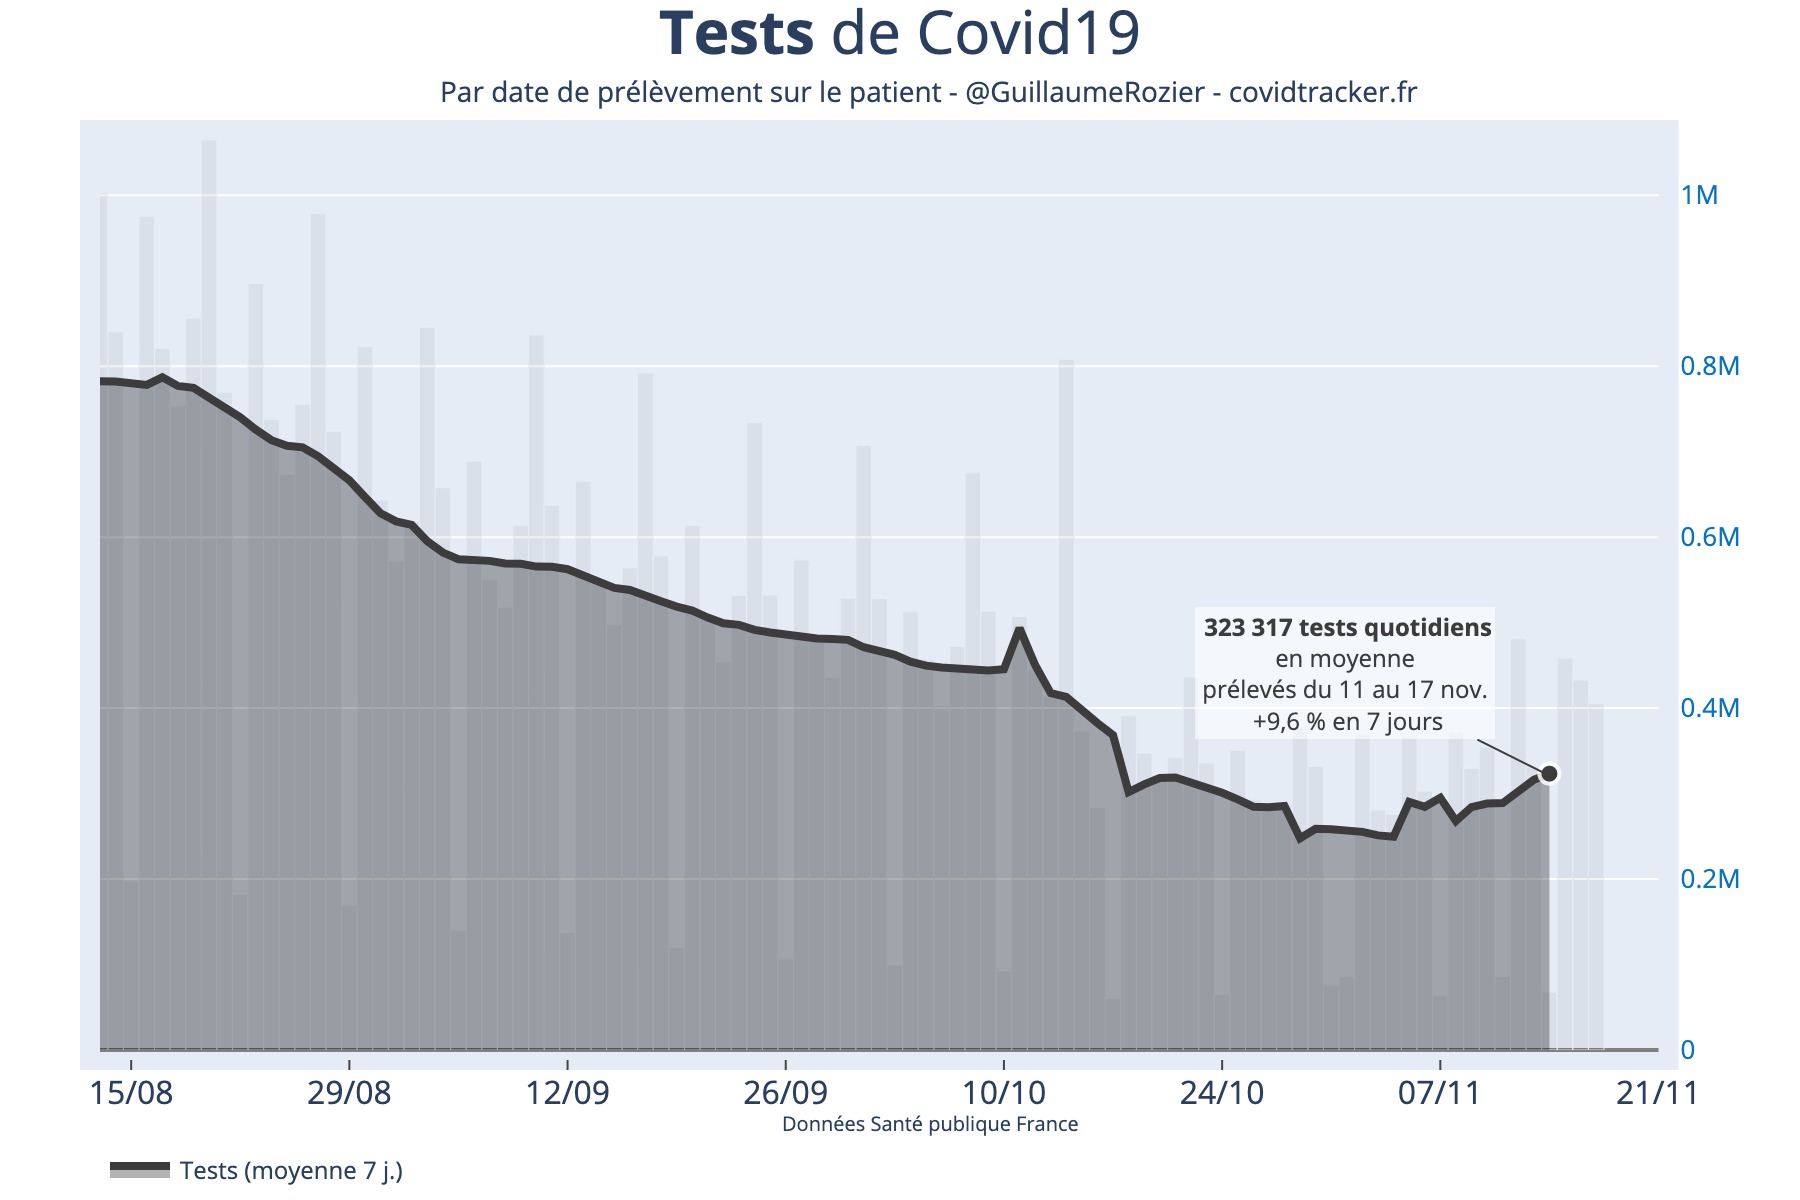 Tests de Covid19
Par date de prélèvement sur le patient - @GuillaumeRozier - covidtracker.fr
1M
0.8M
0.6M
323 317 tests quotidiens
en moyenne
prélevés du 11 au 17 nov.
+9,6 % en 7 jours
0.4M
0.2M
0
15/08 29/08 12/09 26/09 10/10 24/10 07/11 21/11
Données Santé publique France
Tests (moyenne 7 j.)